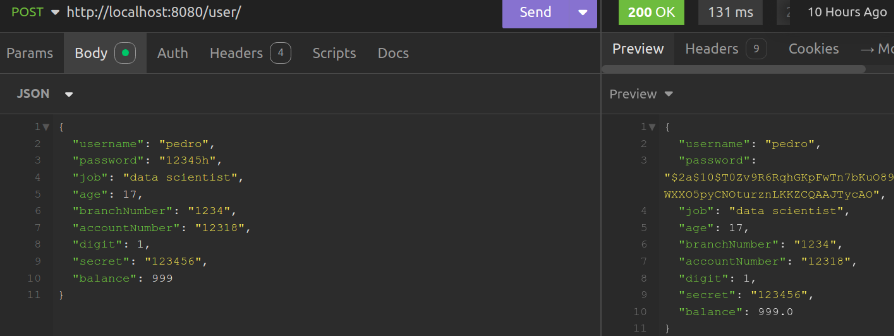 POST http://localhost:8080/user/ Send 200 OK 131 ms 10 Hours Ago
Params Body Auth Headers 4 Scripts Docs
Preview Headers 9 Cookies → Mo
JSON
Preview
1 {
2 "username": "pedro",
3 "password": "12345h",
4 "job": "data scientist",
5 "age": 17,
6 "branchNumber": "1234",
7 "accountNumber": "12318",
8 "digit": 1,
9 "secret": "123456",
10 "balance": 999
11 }
1 {
2 "username": "pedro",
3 "password":
"$2a$10$T0Zv9R6RqhGKpFwTn7bKuO89
WXXO5pyCNOturznLKKZCQAAJTycAO",
4 "job": "data scientist",
5 "age": 17,
6 "branchNumber": "1234",
7 "accountNumber": "12318",
8 "digit": 1,
9 "secret": "123456",
10 "balance": 999.0
11 }